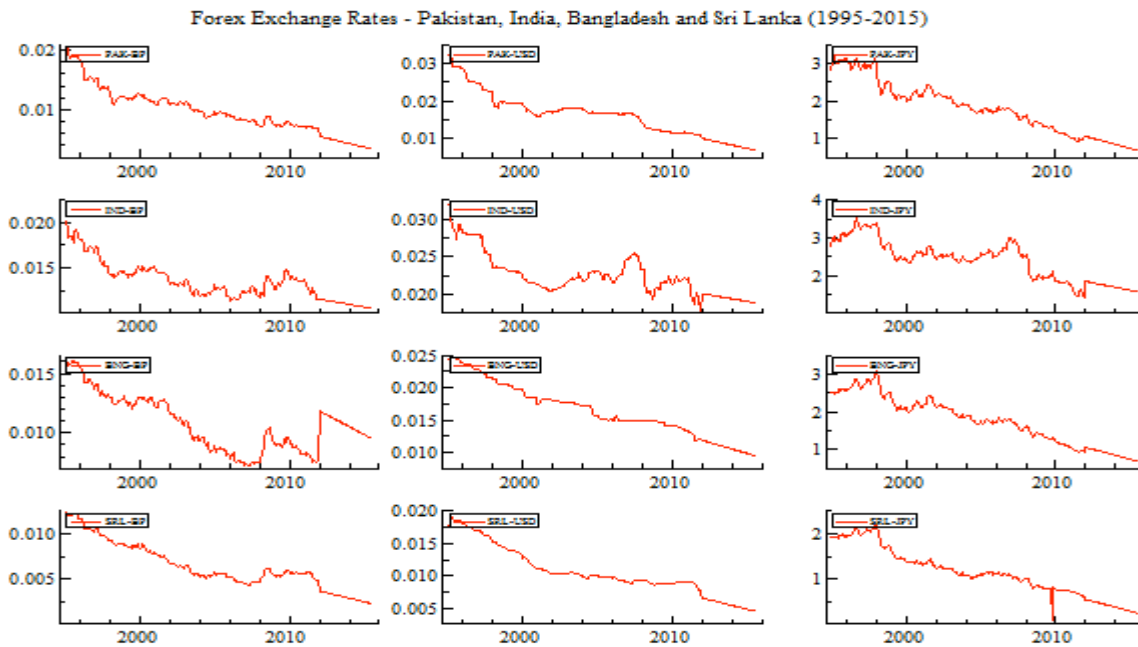 Forex Exchange Rates - Pakistan, India, Bangladesh and Sri Lanka (1995-2015)
PAK-BP PAK-USD PAK-JPY
0.02 0.03 3
0.02 2
0.01 0.01 1
2000 2010 2000 2010 2000 2010
IND-BP IND-USD IND-JPY
0.020 0.030 4
0.025 3
0.015 0.020 2
2000 2010 2000 2010 2000 2010
BNG-BP BNG-USD BNG-JPY
0.015 0.025 3
0.020 2
0.010 0.015 1
0.010
2000 2010 2000 2010 2000 2010
SRL-BP SRL-USD SRL-JPY
0.010 0.020 2
0.015
0.005 0.010 1
0.005
2000 2010 2000 2010 2000 2010